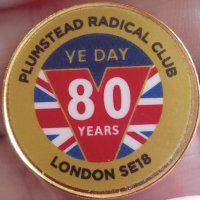 PLUMSTEAD RADICAL CLUB
VE DAY
80
YEARS
LONDON SE18